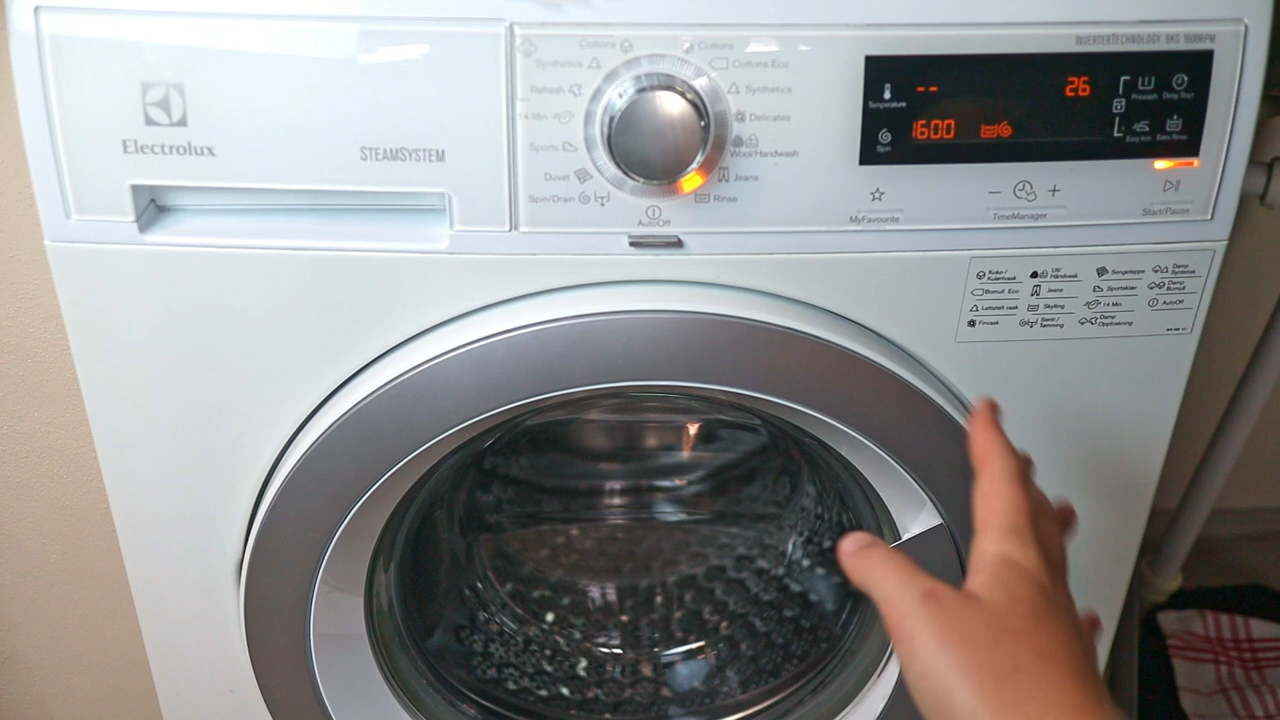 Electrolux
STEAMSYSTEM
Cottons
Synthetics
Refresh
14 Min.
Sports
Duvet
Spin/Drain
AutoOff
Cottons
Cottons Eco
Synthetics
Delicates
Wool/Handwash
Jeans
Rinse
INVERTERTECHNOLOGY 9KG 1600RPM
Temperature
--
26
Prewash
Delay Start
Spin
1600
Easy Iron
Extra Rinse
MyFavourite
− TimeManager +
Start/Pause
Koke-/
Kulørtvask
Ull/
Håndvask
Sengeteppe
Damp
Syntetisk
Bomull Eco
Jeans
Sportsklær
Damp
Bomull
Lettstelt vask
Skylling
14 Min.
AutoOff
Finvask
Sentr./
Tømming
Damp
Oppfriskning